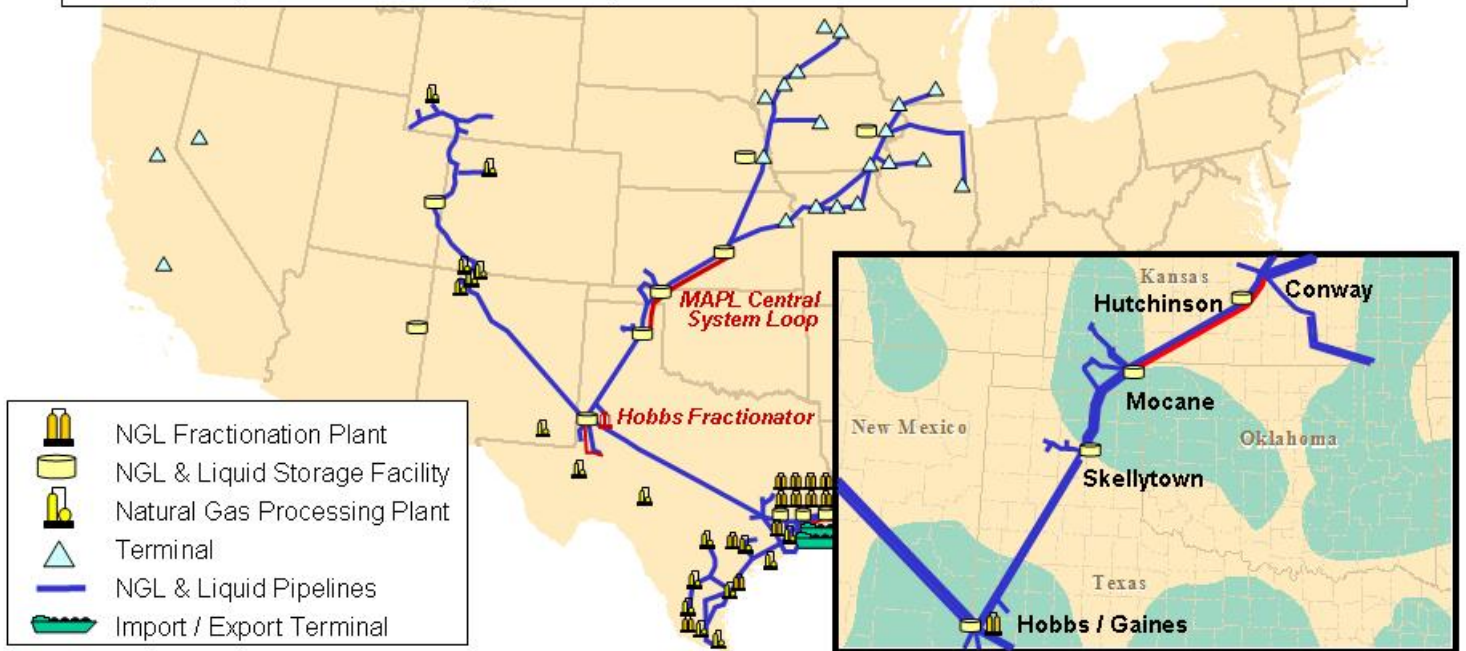 MAPL Central
System Loop
Hobbs Fractionator
NGL Fractionation Plant
NGL & Liquid Storage Facility
Natural Gas Processing Plant
Terminal
NGL & Liquid Pipelines
Import / Export Terminal
Kansas
Hutchinson
Conway
Mocane
New Mexico
Oklahoma
Skellytown
Texas
Hobbs / Gaines